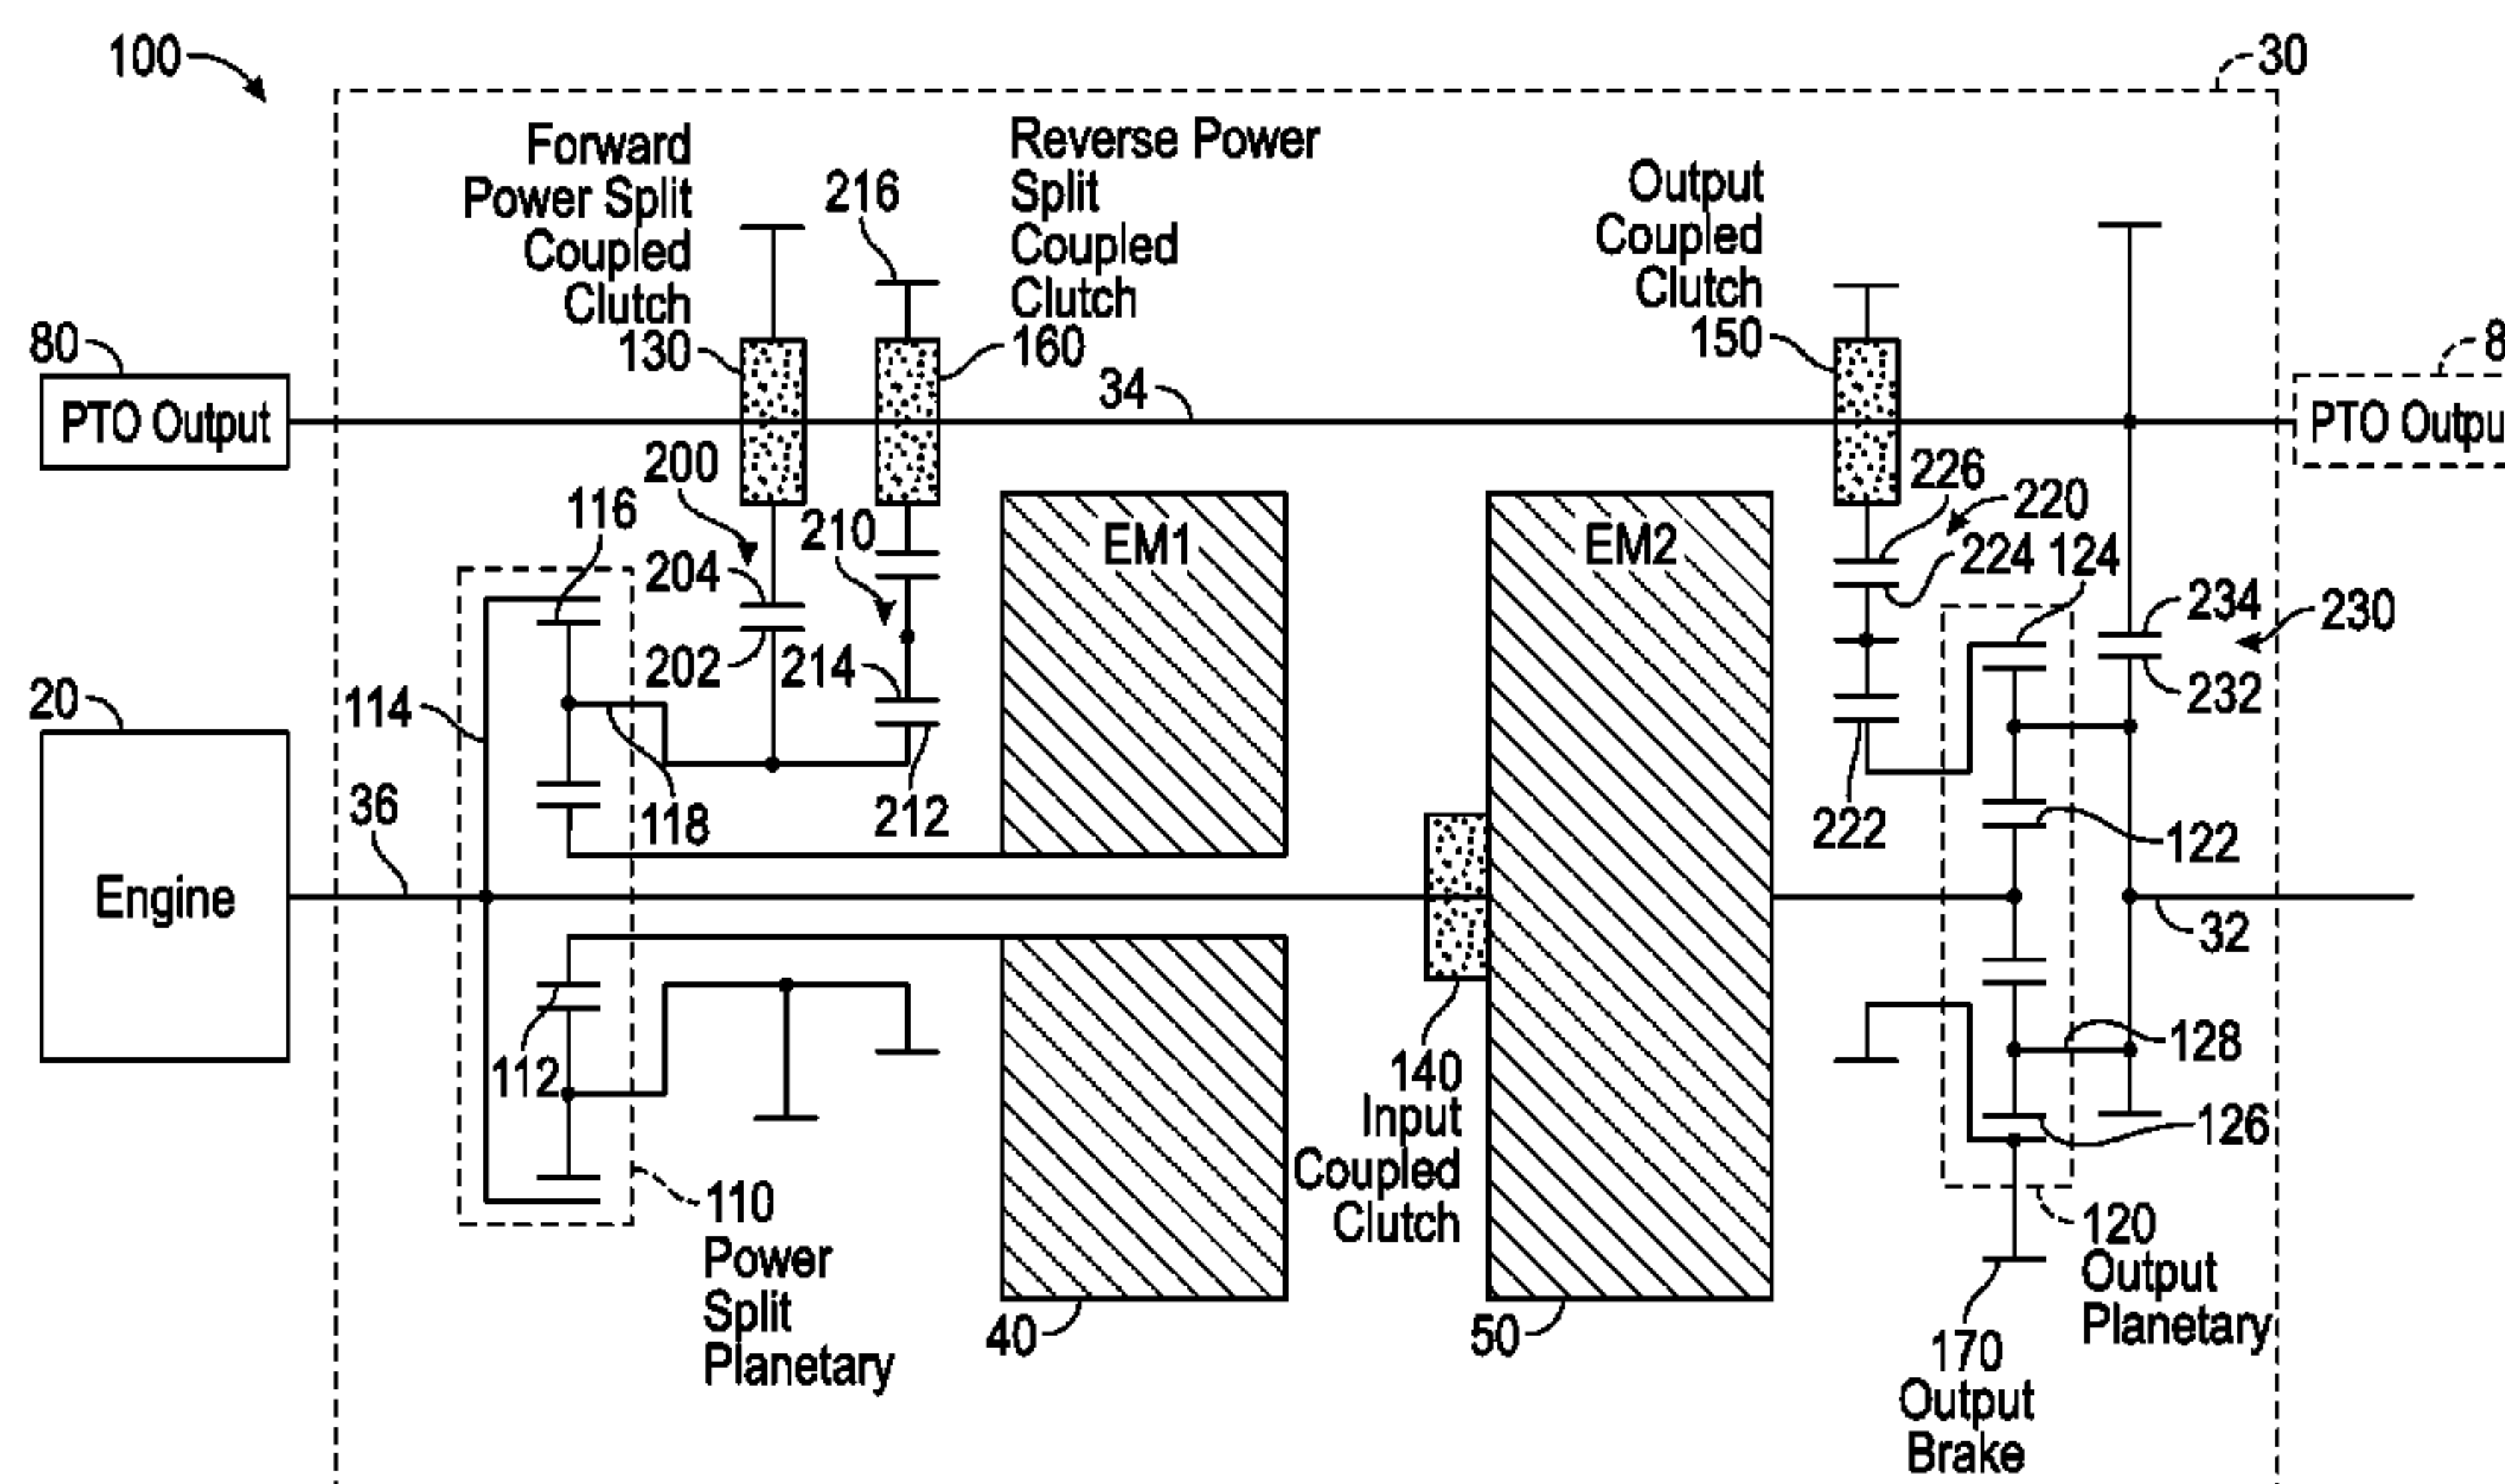 100
30
Forward
Power Split
Coupled
Clutch
130
216
Reverse Power
Split
Coupled
Clutch
160
Output
Coupled
Clutch
150
80
PTO Output
34
8
PTO Outpu
200
116
204
202
210
214
EM1
EM2
226
220
224
124
234
230
232
20
114
Engine
36
118
212
222
122
32
112
128
126
140
Input
Coupled
Clutch
110
Power
Split
Planetary
40
50
120
Output
Planetary
170
Output
Brake